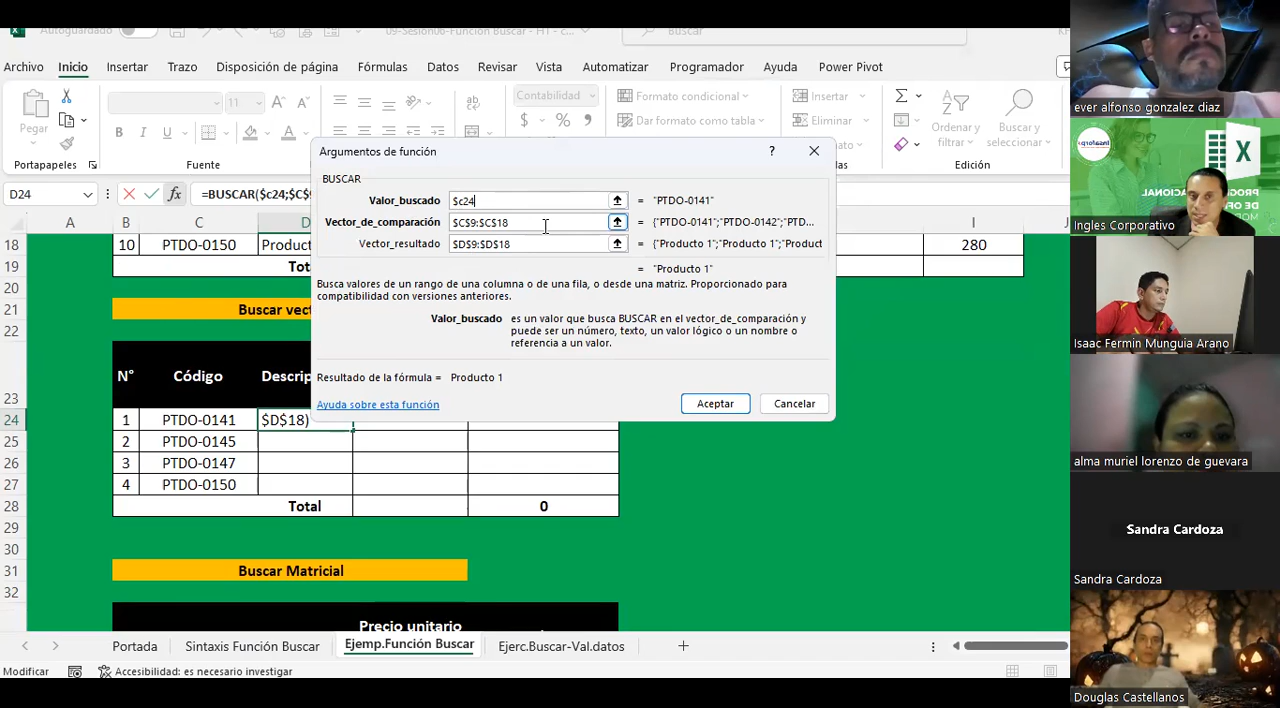 Autoguardado
09-Sesión06-Función Buscar - HT - c...
Buscar
Archivo Inicio Insertar Trazo Disposición de página Fórmulas Datos Revisar Vista Automatizar Programador Ayuda Power Pivot
Pegar
11
Contabilidad
Formato condicional
Dar formato como tabla
Insertar
Eliminar
Ordenar y filtrar
Buscar y seleccionar
Portapapeles Fuente Edición
D24 =BUSCAR($c24;$C$9
Argumentos de función ?
BUSCAR
Valor_buscado $c24 = "PTDO-0141"
Vector_de_comparación $C$9:$C$18 = {"PTDO-0141";"PTDO-0142";"PTD...
Vector_resultado $D$9:$D$18 = {"Producto 1";"Producto 1";"Product
= "Producto 1"
Busca valores de un rango de una columna o de una fila, o desde una matriz. Proporcionado para
compatibilidad con versiones anteriores.
Valor_buscado es un valor que busca BUSCAR en el vector_de_comparación y
puede ser un número, texto, un valor lógico o un nombre o
referencia a un valor.
Resultado de la fórmula = Producto 1
Ayuda sobre esta función Aceptar Cancelar
A B C D I
18 10 PTDO-0150 Product 280
19 Tot
20
21 Buscar vect
22
23 N° Código Descrip
24 1 PTDO-0141 $D$18)
25 2 PTDO-0145
26 3 PTDO-0147
27 4 PTDO-0150
28 Total 0
29
30
31 Buscar Matricial
32
Precio unitario
Portada Sintaxis Función Buscar Ejemp.Función Buscar Ejerc.Buscar-Val.datos
Modificar Accesibilidad: es necesario investigar
ever alfonso gonzalez diaz
Ingles Corporativo
Isaac Fermin Munguia Arano
alma muriel lorenzo de guevara
Sandra Cardoza
Sandra Cardoza
Douglas Castellanos